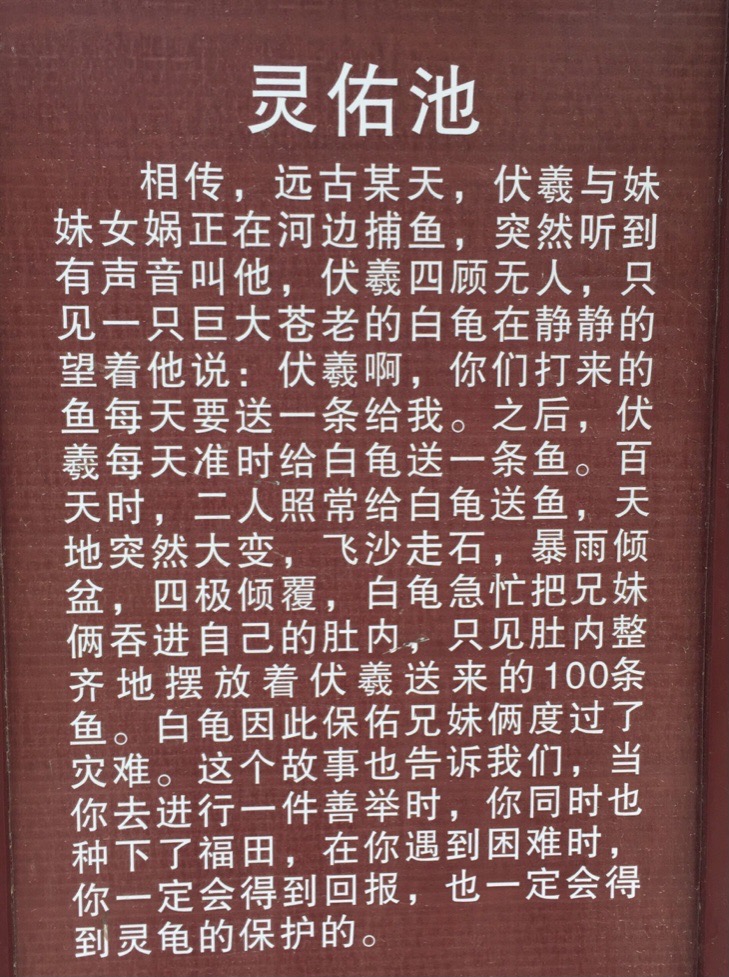 灵佑池
相传，远古某天，伏羲与妹
妹女娲正在河边捕鱼，突然听到
有声音叫他，伏羲四顾无人，只
见一只巨大苍老的白龟在静静的
望着他说：伏羲啊，你们打来的
鱼每天要送一条给我。之后，伏
羲每天准时给白龟送一条鱼。百
天时，二人照常给白龟送鱼，天
地突然大变，飞沙走石，暴雨倾
盆，四极倾覆，白龟急忙把兄妹
俩吞进自己的肚内，只见肚内整
齐地摆放着伏羲送来的100条
鱼。白龟因此保佑兄妹俩度过了
灾难。这个故事也告诉我们，当
你去进行一件善举时，你同时也
种下了福田，在你遇到困难时，
你一定会得到回报，也一定会得
到灵龟的保护的。